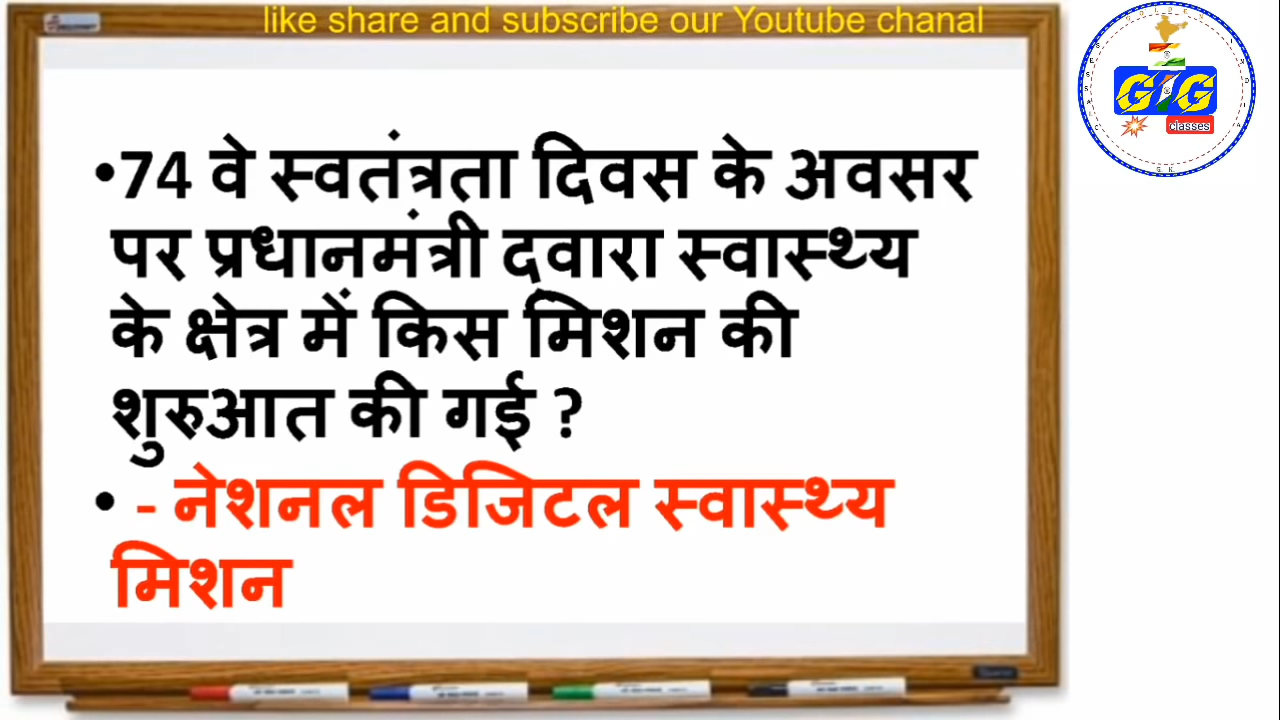 like share and subscribe our Youtube chanal
•74 वे स्वतंत्रता दिवस के अवसर
पर प्रधानमंत्री द्वारा स्वास्थ्य
के क्षेत्र में किस मिशन की
शुरुआत की गई ?
• - नेशनल डिजिटल स्वास्थ्य
मिशन
GIG
classes